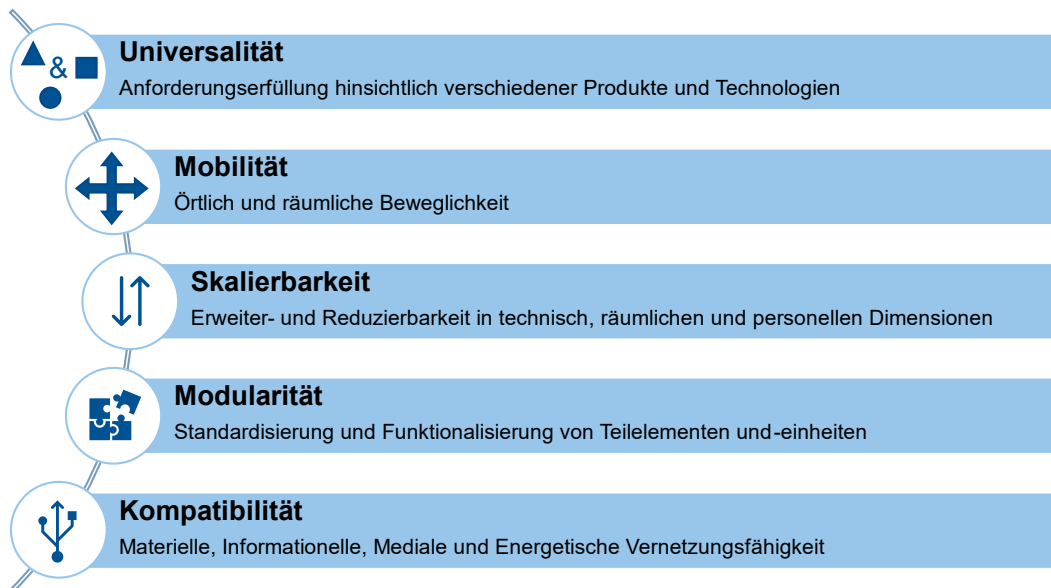 &
Universalität
Anforderungserfüllung hinsichtlich verschiedener Produkte und Technologien
Mobilität
Örtlich und räumliche Beweglichkeit
Skalierbarkeit
Erweiter- und Reduzierbarkeit in technisch, räumlichen und personellen Dimensionen
Modularität
Standardisierung und Funktionalisierung von Teilelementen und-einheiten
Kompatibilität
Materielle, Informationelle, Mediale und Energetische Vernetzungsfähigkeit